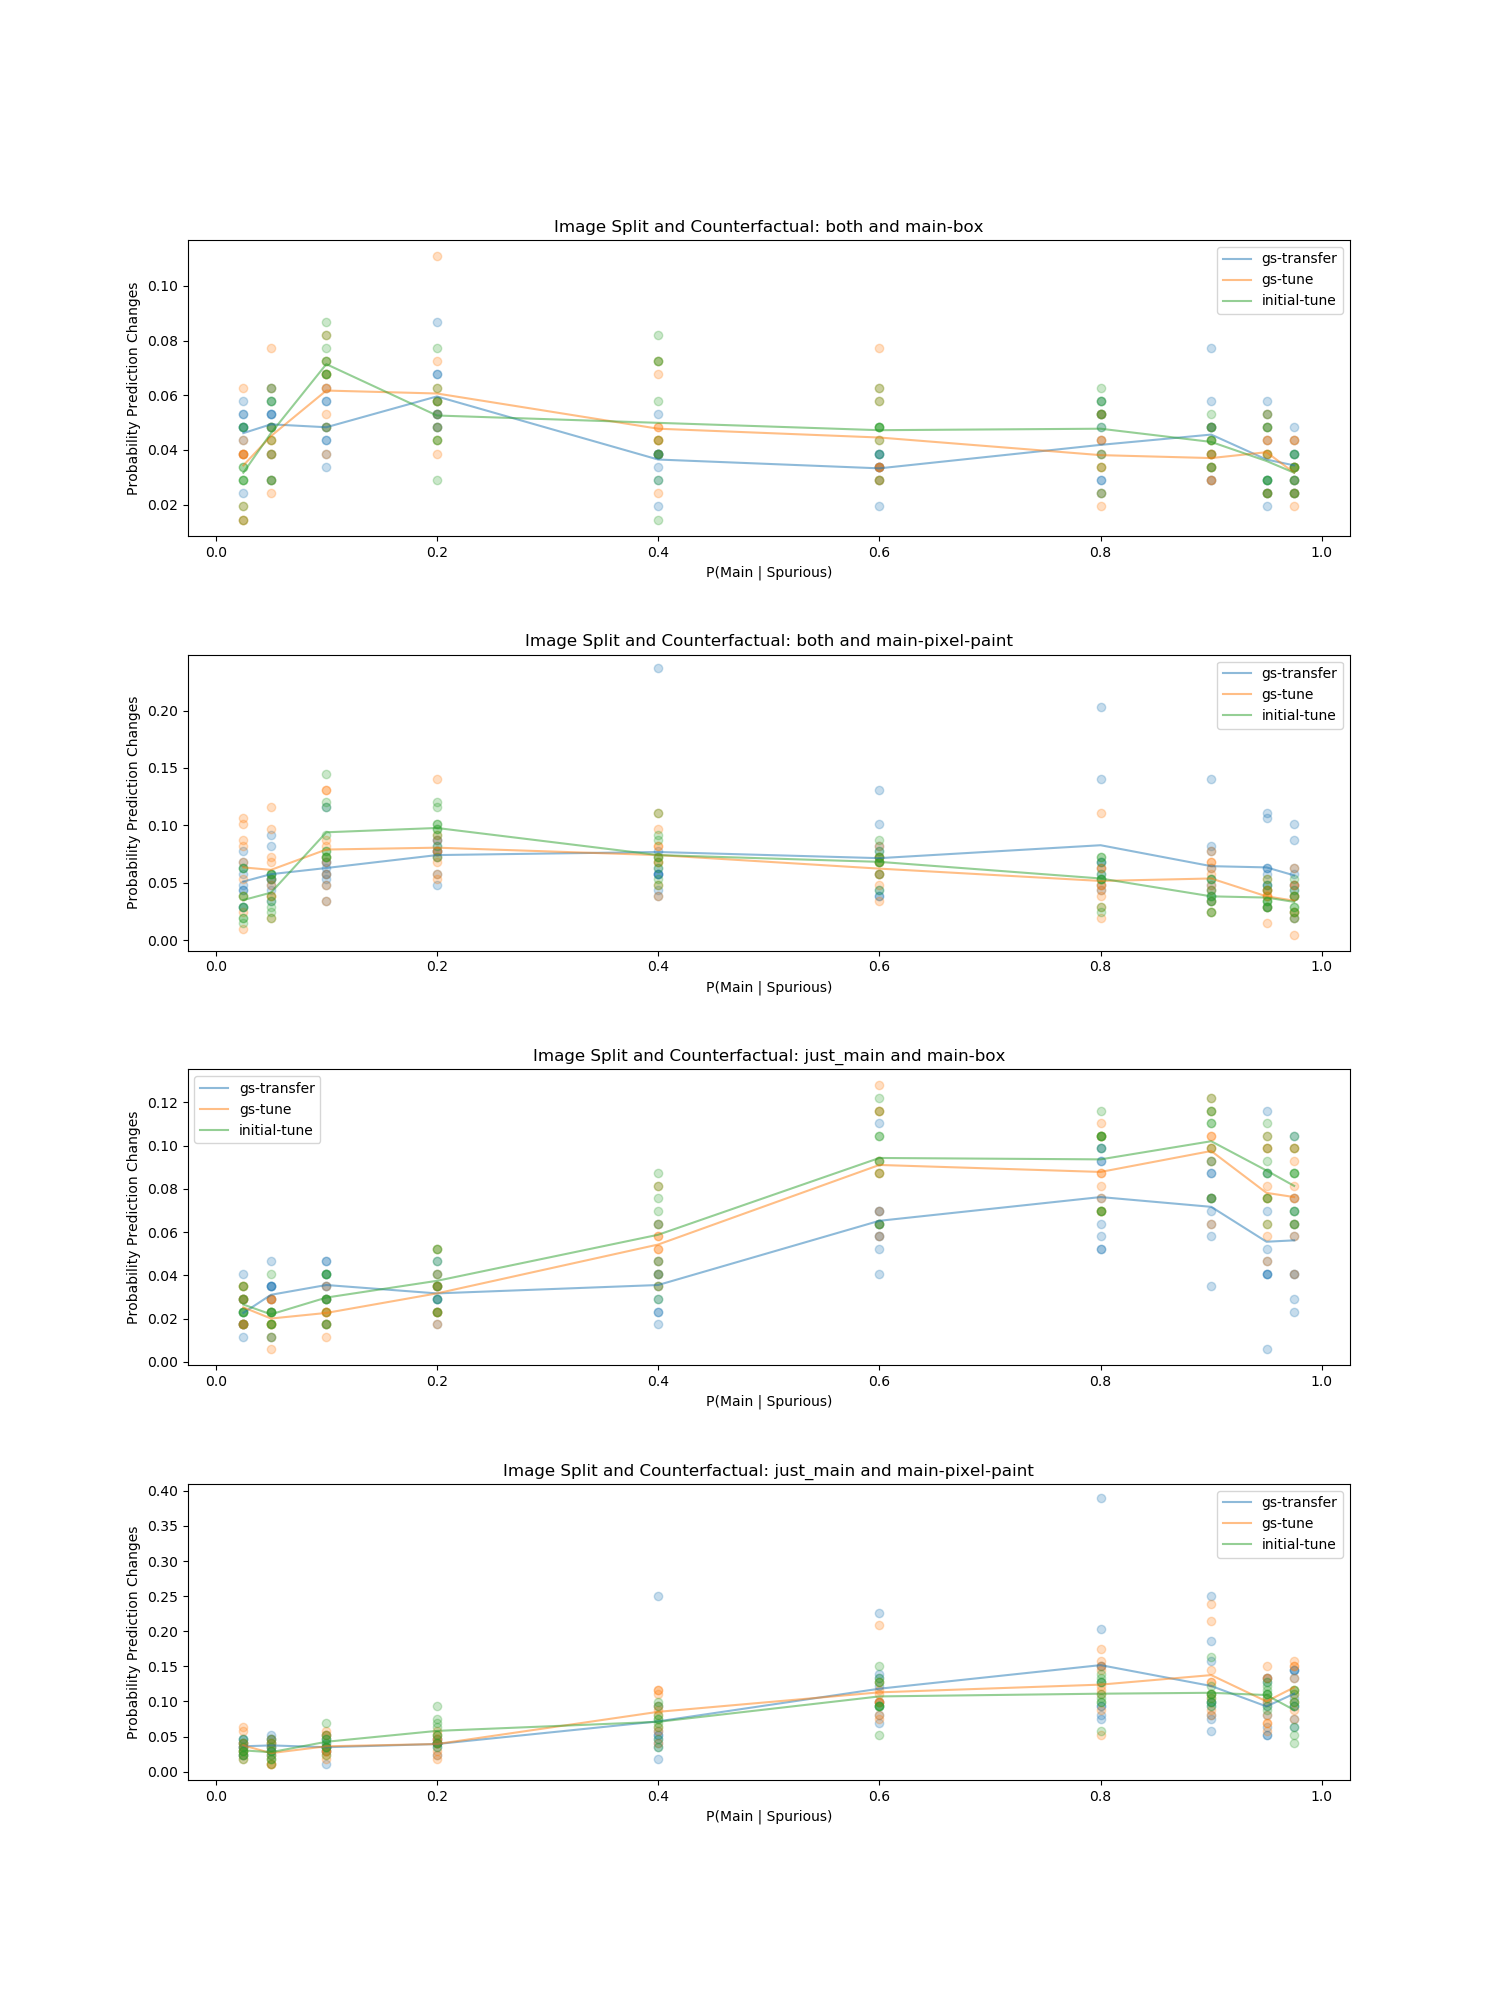 Image Split and Counterfactual: both and main-box
Probability Prediction Changes
0.10
0.08
0.06
0.04
0.02
gs-transfer
gs-tune
initial-tune
0.0 0.2 0.4 0.6 0.8 1.0
P(Main | Spurious)
Image Split and Counterfactual: both and main-pixel-paint
Probability Prediction Changes
0.20
0.15
0.10
0.05
0.00
gs-transfer
gs-tune
initial-tune
0.0 0.2 0.4 0.6 0.8 1.0
P(Main | Spurious)
Image Split and Counterfactual: just_main and main-box
Probability Prediction Changes
0.12
0.10
0.08
0.06
0.04
0.02
0.00
gs-transfer
gs-tune
initial-tune
0.0 0.2 0.4 0.6 0.8 1.0
P(Main | Spurious)
Image Split and Counterfactual: just_main and main-pixel-paint
Probability Prediction Changes
0.40
0.35
0.30
0.25
0.20
0.15
0.10
0.05
0.00
gs-transfer
gs-tune
initial-tune
0.0 0.2 0.4 0.6 0.8 1.0
P(Main | Spurious)